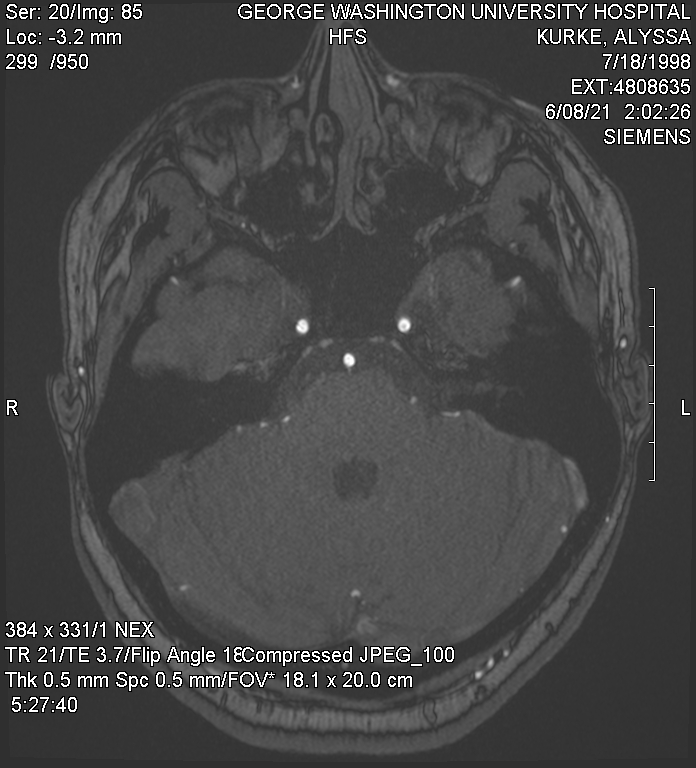 Ser: 20/Img: 85
Loc: -3.2 mm
299 /950
HFS
GEORGE WASHINGTON UNIVERSITY HOSPITAL
KURKE, ALYSSA
7/18/1998
EXT:4808635
6/08/21 2:02:26
SIEMENS
R
L
384 x 331/1 NEX
TR 21/TE 3.7/Flip Angle 18Compressed JPEG_100
Thk 0.5 mm Spc 0.5 mm/FOV* 18.1 x 20.0 cm
5:27:40